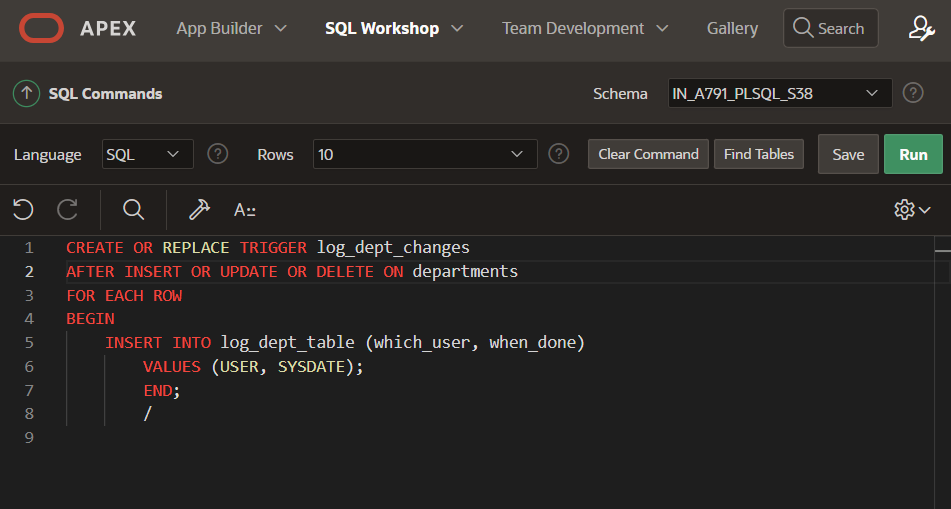 APEX App Builder SQL Workshop Team Development Gallery Search
SQL Commands Schema IN_A791_PLSQL_S38 ?
Language SQL ? Rows 10 ? Clear Command Find Tables Save Run
A::
1 CREATE OR REPLACE TRIGGER log_dept_changes
2 AFTER INSERT OR UPDATE OR DELETE ON departments
3 FOR EACH ROW
4 BEGIN
5 INSERT INTO log_dept_table (which_user, when_done)
6 VALUES (USER, SYSDATE);
7 END;
8 /
9